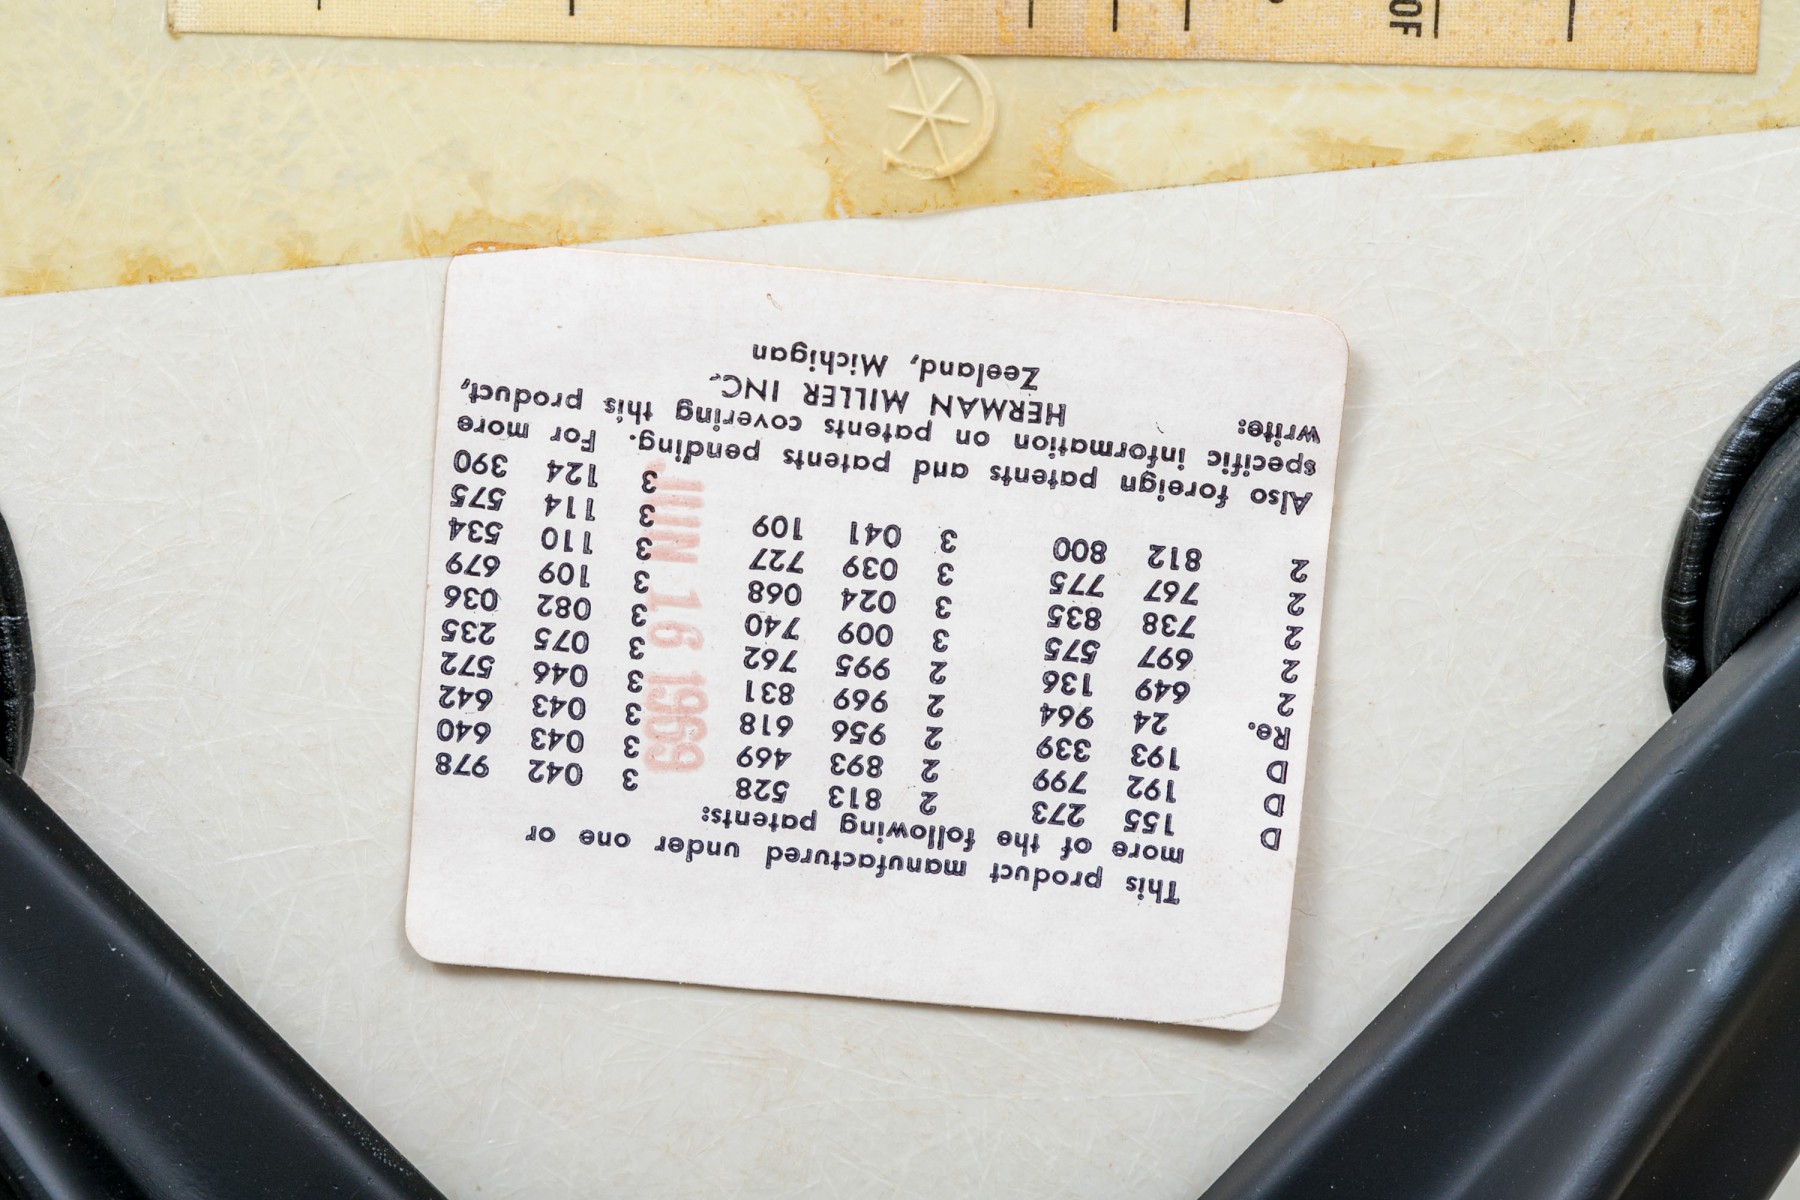 OF
This product manufactured under one or
more of the following patents:
D 155 273 2 813 528 3 042 978
D 192 799 2 893 469 3 043 640
D 193 339 2 956 618 3 043 642
Re. 24 964 2 969 831 3 046 572
2 649 136 2 995 762 3 075 235
2 697 575 3 009 740 3 082 036
2 738 835 3 024 068 3 109 679
2 767 775 3 039 727 3 110 534
2 812 800 3 041 109 3 114 575
3 124 390
Also foreign patents and patents pending. For more
specific information on patents covering this product,
write:
HERMAN MILLER INC.
Zeeland, Michigan
JUN 16 1969